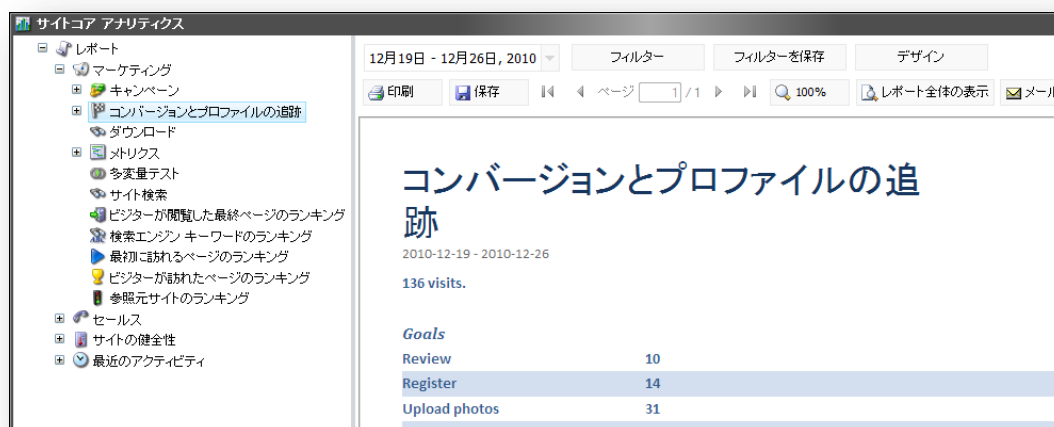 サイトコア アナリティクス
レポート
マーケティング
キャンペーン
コンバージョンとプロファイルの追跡
ダウンロード
メトリクス
多変量テスト
サイト検索
ビジターが閲覧した最終ページのランキング
検索エンジン キーワードのランキング
最初に訪れるページのランキング
ビジターが訪れたページのランキング
参照元サイトのランキング
セールス
サイトの健全性
最近のアクティビティ
12月19日 - 12月26日, 2010 フィルター フィルターを保存 デザイン
印刷 保存 ページ 1 / 1 100% レポート全体の表示 メール
コンバージョンとプロファイルの追
跡
2010-12-19 - 2010-12-26
136 visits.
Goals
Review 10
Register 14
Upload photos 31